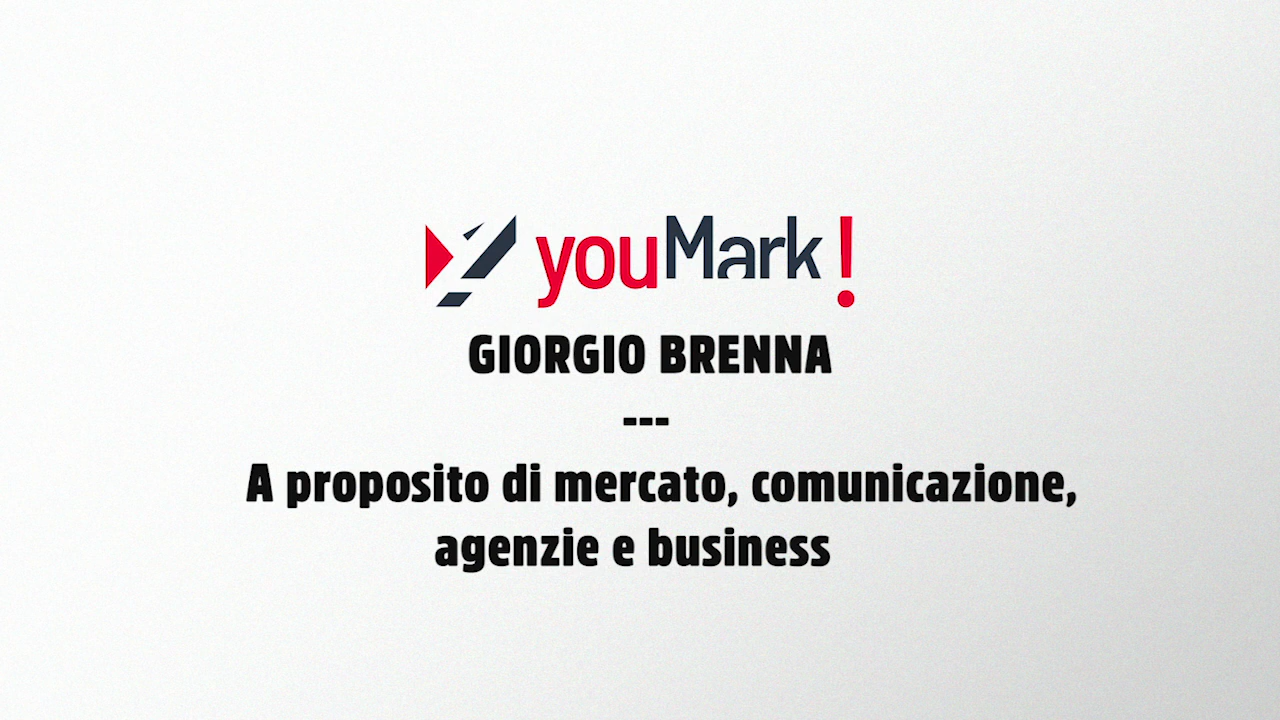 youMark!
GIORGIO BRENNA
---
A proposito di mercato, comunicazione,
agenzie e business